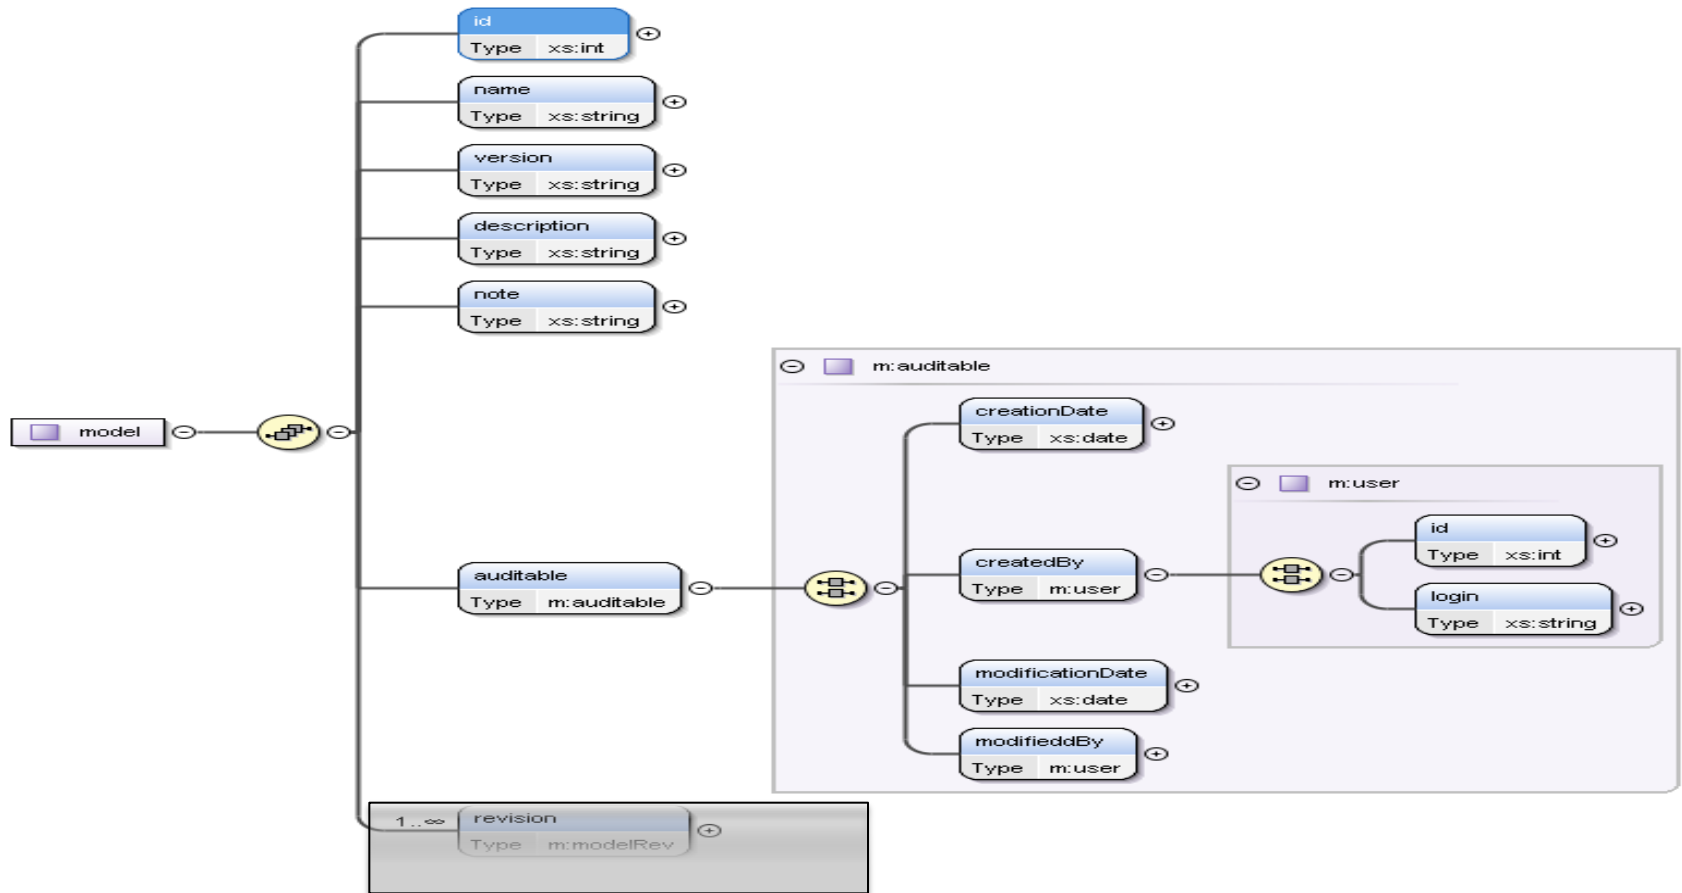 id
Type xs:int
name
Type xs:string
version
Type xs:string
description
Type xs:string
note
Type xs:string
m:auditable
creationDate
Type xs:date
m:user
model
id
Type xs:int
createdBy
Type m:user
auditable
Type m:auditable
login
Type xs:string
modificationDate
Type xs:date
modifieddBy
Type m:user
1..∞
revision
Type m:modelRev